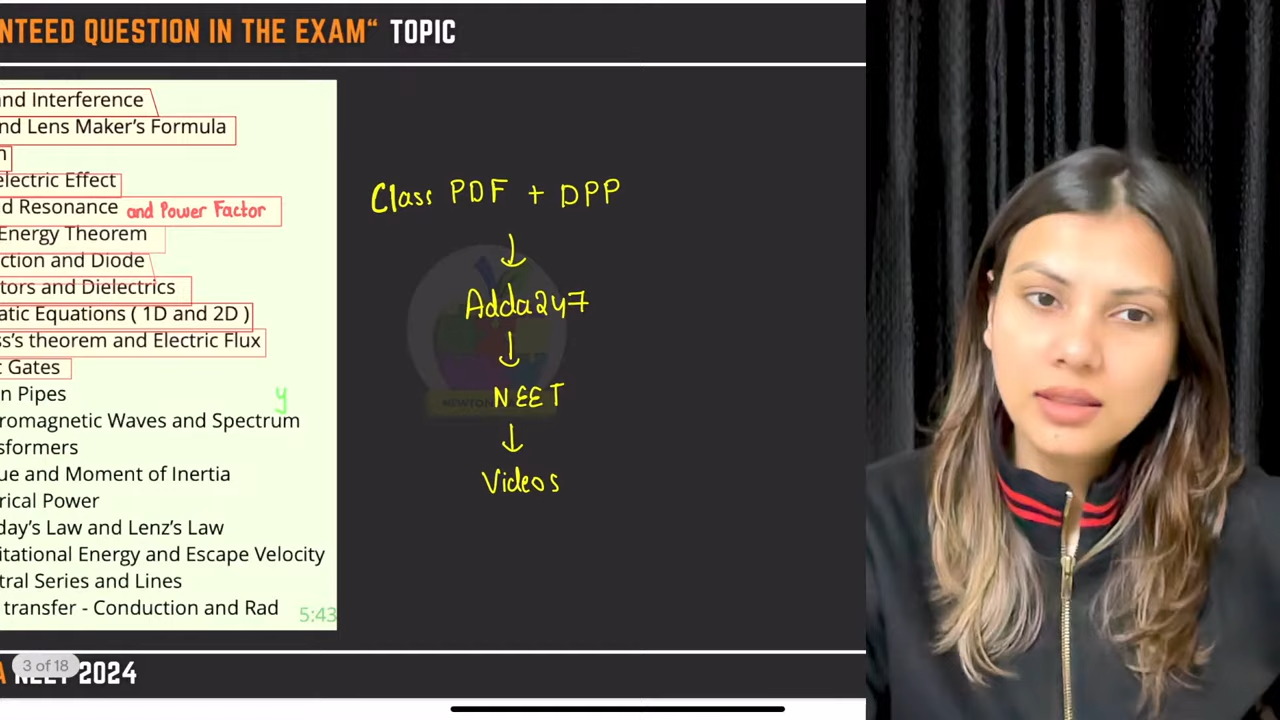 NTEED QUESTION IN THE EXAM“ TOPIC
and Interference
nd Lens Maker's Formula
n
electric Effect
d Resonance and Power Factor
Energy Theorem
ction and Diode
tors and Dielectrics
atic Equations ( 1D and 2D )
ss's theorem and Electric Flux
c Gates
n Pipes
y
romagnetic Waves and Spectrum
sformers
ue and Moment of Inertia
rical Power
day's Law and Lenz's Law
itational Energy and Escape Velocity
tral Series and Lines
transfer - Conduction and Rad
5:43
Class PDF + DPP
Adda247
NEET
Videos
NEWTON
3 of 18
A NEET 2024